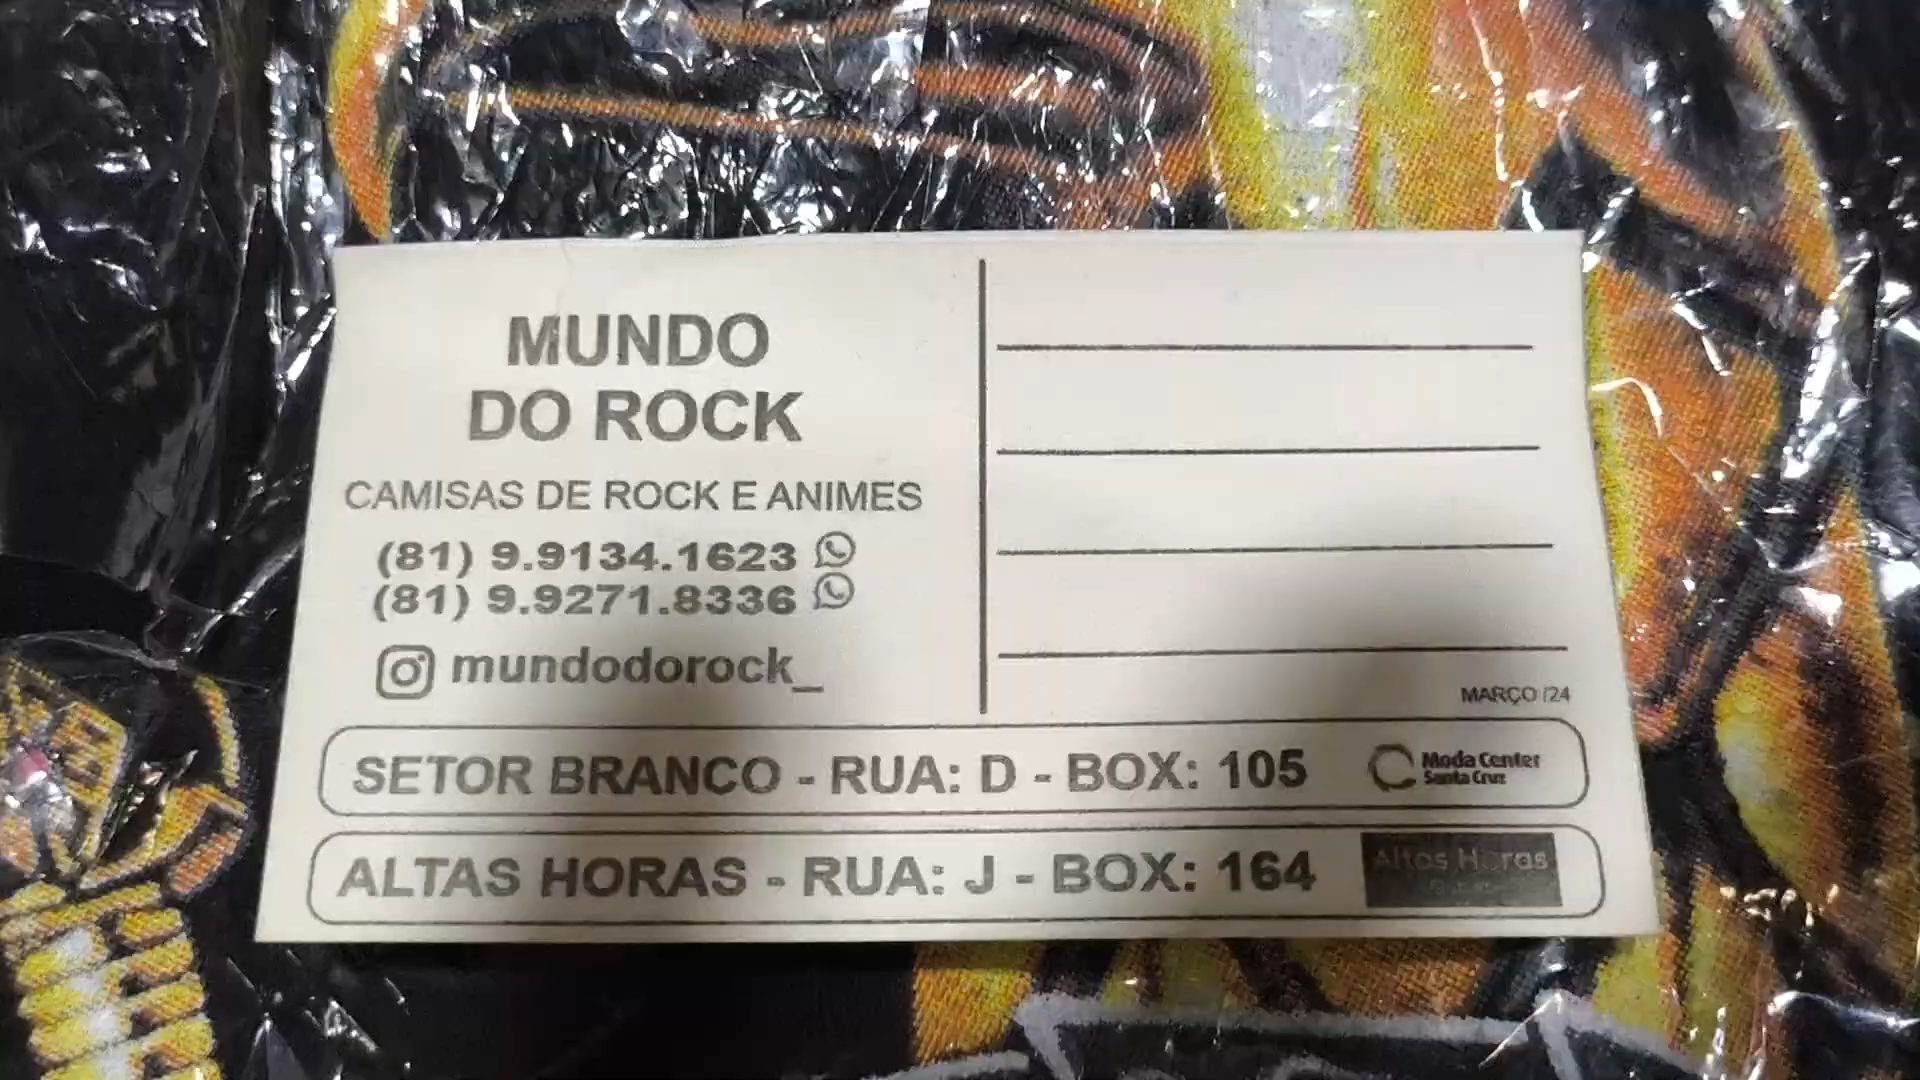 MUNDO
DO ROCK
CAMISAS DE ROCK E ANIMES
(81) 9.9134.1623
(81) 9.9271.8336
mundodorock_
MARÇO /24
SETOR BRANCO - RUA: D - BOX: 105
Moda Center
Santa Cruz
ALTAS HORAS - RUA: J - BOX: 164
Altas Horas